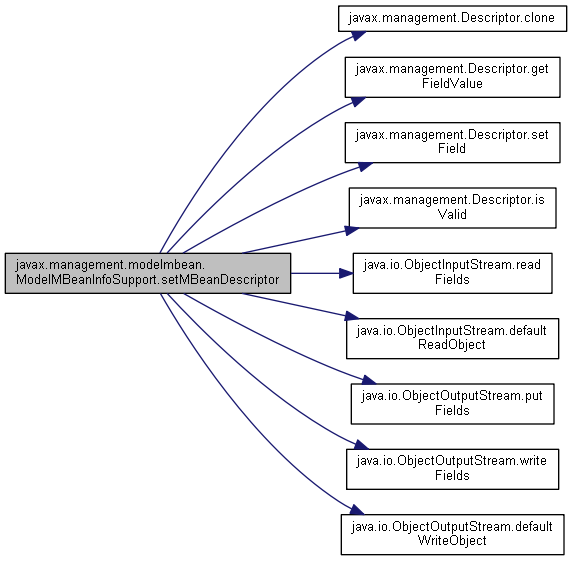 javax.management.Descriptor.clone
javax.management.Descriptor.get
FieldValue
javax.management.Descriptor.set
Field
javax.management.Descriptor.is
Valid
javax.management.modelmbean.
ModelMBeanInfoSupport.setMBeanDescriptor
java.io.ObjectInputStream.read
Fields
java.io.ObjectInputStream.default
ReadObject
java.io.ObjectOutputStream.put
Fields
java.io.ObjectOutputStream.write
Fields
java.io.ObjectOutputStream.default
WriteObject